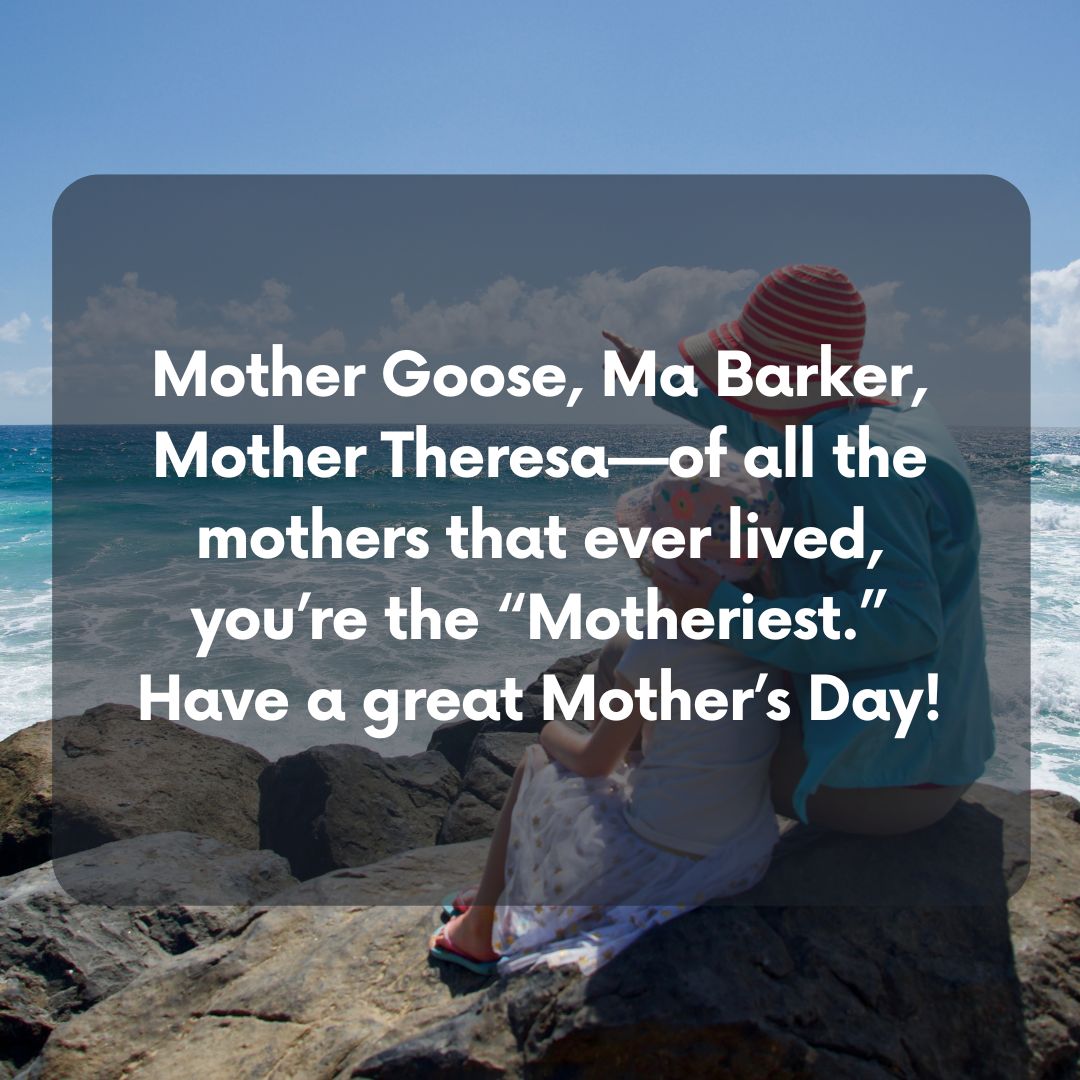 Mother Goose, Ma Barker,
Mother Theresa—of all the
mothers that ever lived,
you’re the “Motheriest.”
Have a great Mother’s Day!